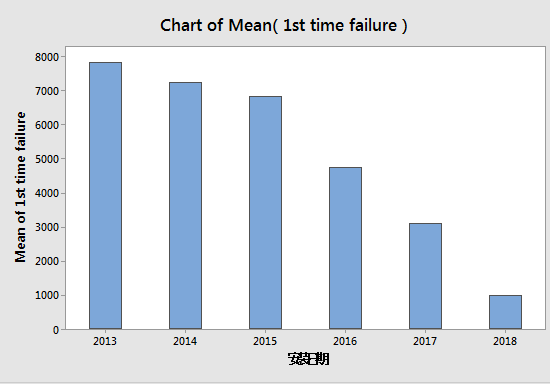 Chart of Mean( 1st time failure )
Mean of 1st time failure
8000
7000
6000
5000
4000
3000
2000
1000
0
2013 2014 2015 2016 2017 2018
安装日期